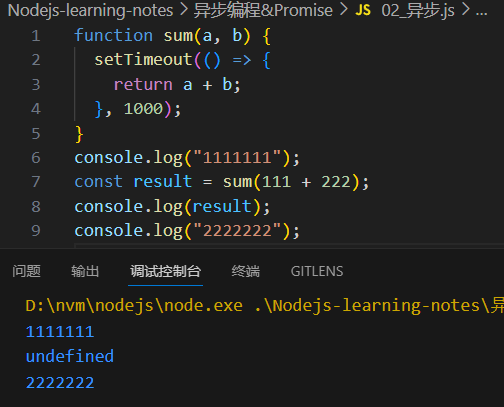 Nodejs-learning-notes > 异步编程&Promise > JS 02_异步.js > ...
1 function sum(a, b) {
2 setTimeout(() => {
3 return a + b;
4 }, 1000);
5 }
6 console.log("1111111");
7 const result = sum(111 + 222);
8 console.log(result);
9 console.log("2222222");
问题 输出 调试控制台 终端 GITLENS
D:\nvm\nodejs\node.exe .\Nodejs-learning-notes\异
1111111
undefined
2222222